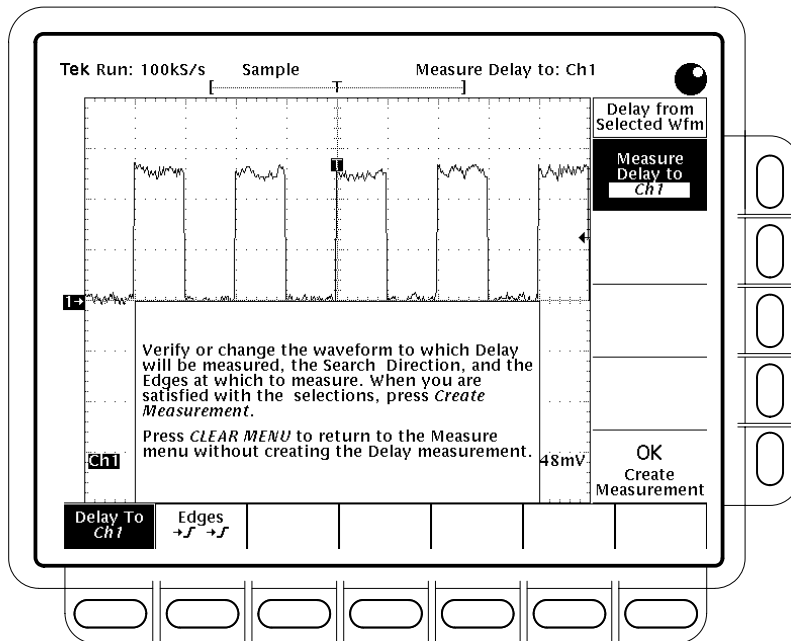 Tek Run: 100kS/s Sample Measure Delay to: Ch1
[ T ]
Delay from
Selected Wfm
Measure
Delay to
Ch1
T
1→
Verify or change the waveform to which Delay
will be measured, the Search Direction, and the
Edges at which to measure. When you are
satisfied with the selections, press Create
Measurement.
Press CLEAR MENU to return to the Measure
menu without creating the Delay measurement.
Ch1
48mV
OK
Create
Measurement
Delay To
Ch1
Edges